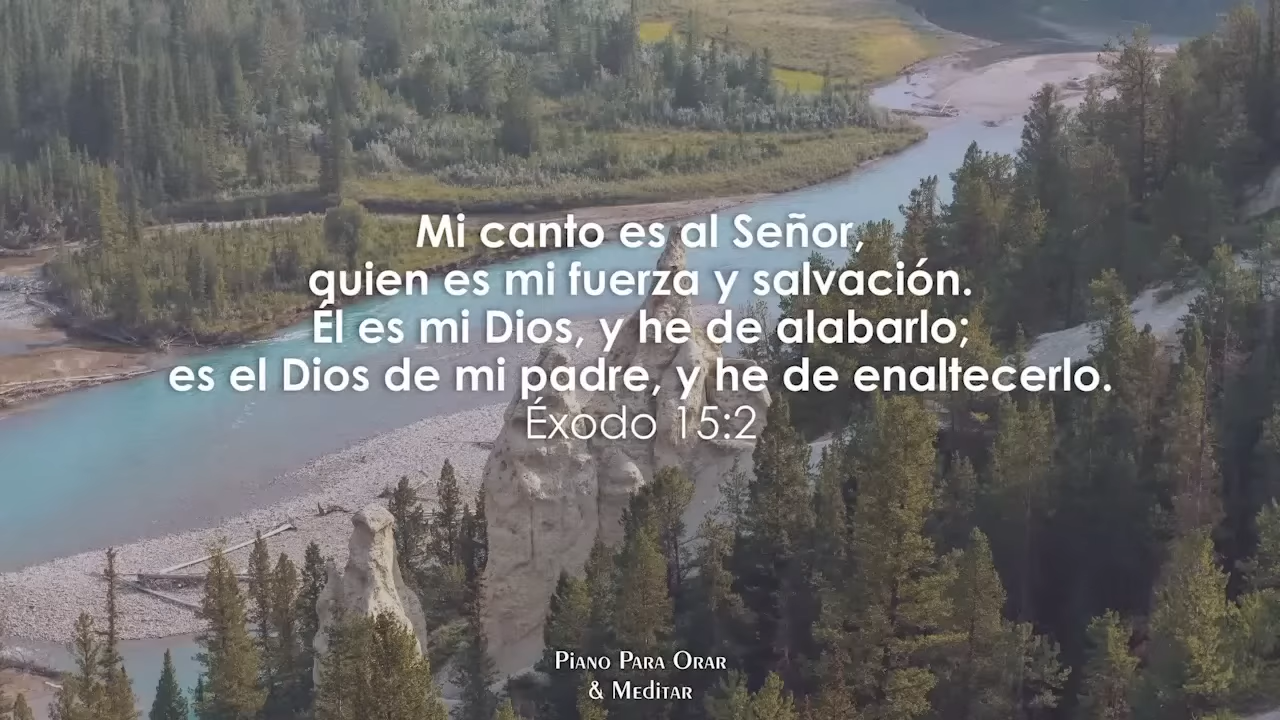 Mi canto es al Señor,
quien es mi fuerza y salvación.
Él es mi Dios, y he de alabarlo;
es el Dios de mi padre, y he de enaltecerlo.
Éxodo 15:2
Piano Para Orar
& Meditar